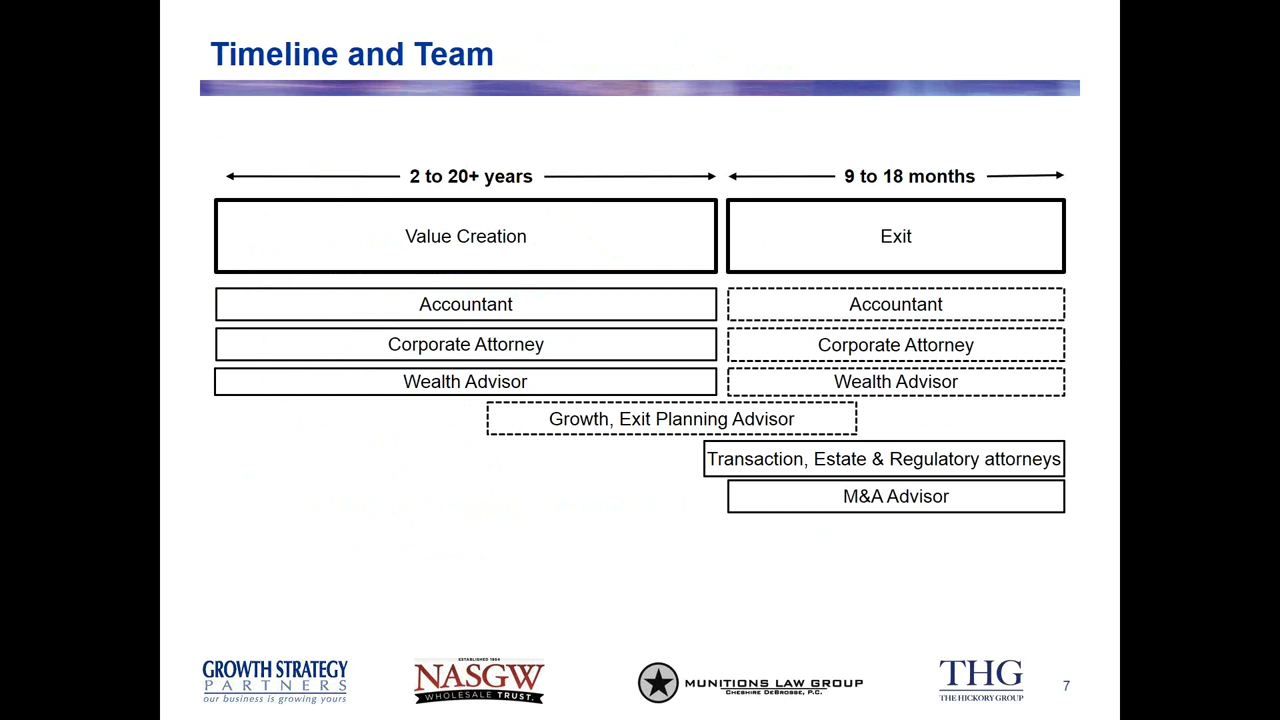 Timeline and Team
2 to 20+ years
9 to 18 months
Value Creation
Exit
Accountant
Accountant
Corporate Attorney
Corporate Attorney
Wealth Advisor
Wealth Advisor
Growth, Exit Planning Advisor
Transaction, Estate & Regulatory attorneys
M&A Advisor
GROWTH STRATEGY
PARTNERS
our business is growing yours
ESTABLISHED 1954
NASGW
WHOLESALE TRUST.
MUNITIONS LAW GROUP
CHESHIRE DEBROSSE, P.C.
THG
THE HICKORY GROUP
7